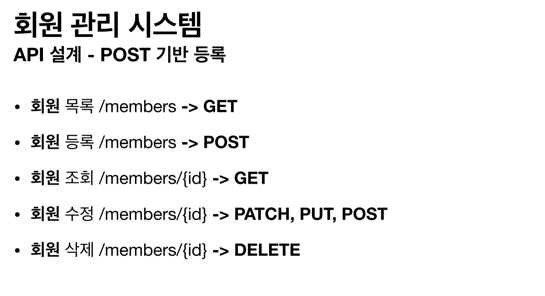 회원 관리 시스템
API 설계 - POST 기반 등록
• 회원 목록 /members -> GET
• 회원 등록 /members -> POST
• 회원 조회 /members/{id} -> GET
• 회원 수정 /members/{id} -> PATCH, PUT, POST
• 회원 삭제 /members/{id} -> DELETE